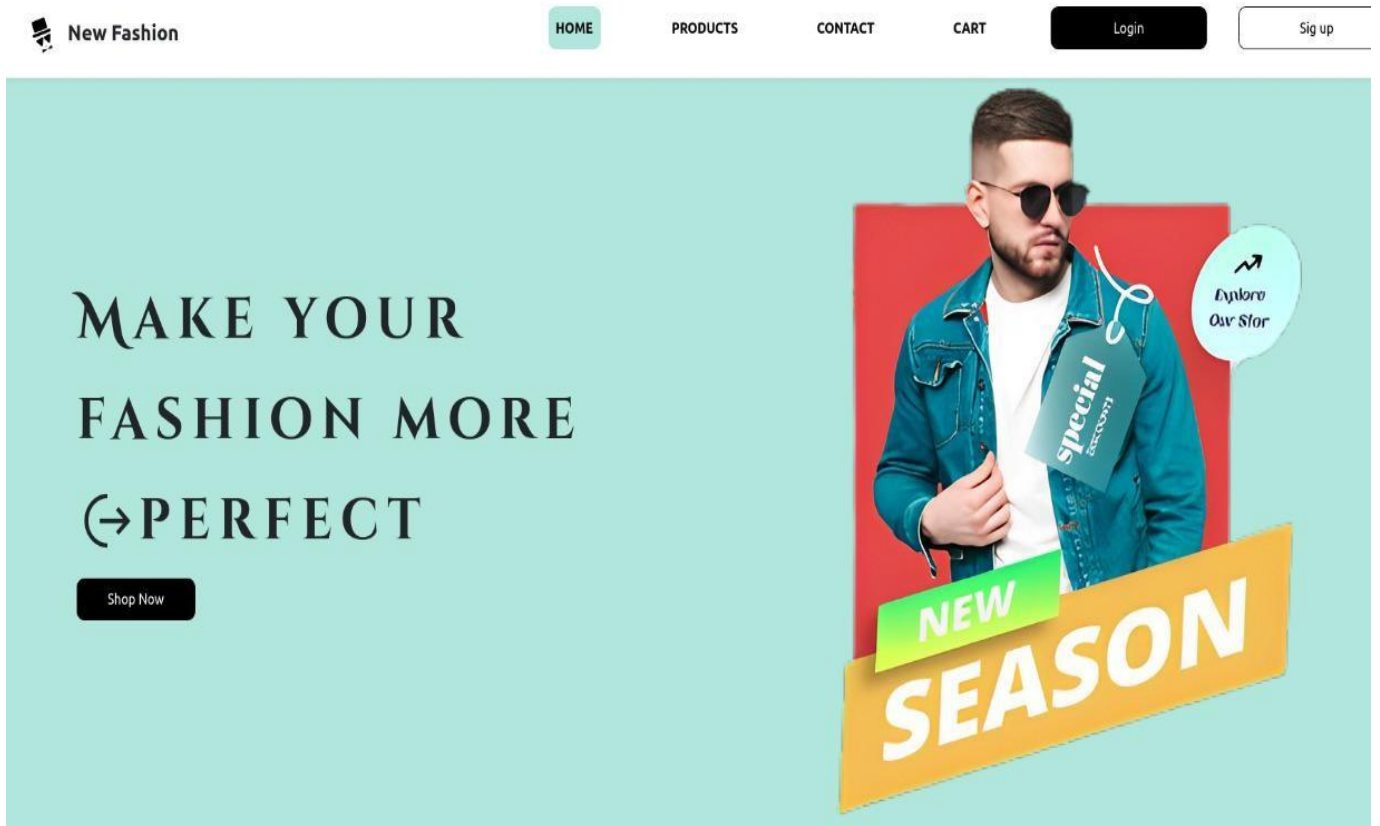 New Fashion
HOME
PRODUCTS
CONTACT
CART
Login
Sig up
MAKE YOUR
FASHION MORE
PERFECT
Shop Now
Our
special
NEW
SEASON